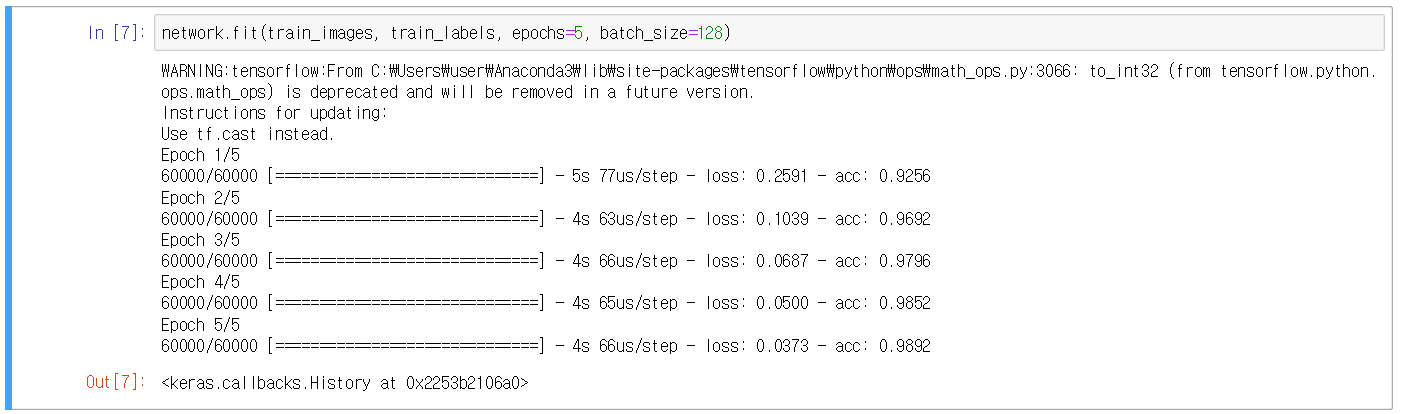 In [7]: network.fit(train_images, train_labels, epochs=5, batch_size=128)
WARNING:tensorflow:From C:₩Users₩user₩Anaconda3₩lib₩site-packages₩tensorflow₩python₩ops₩math_ops.py:3066: to_int32 (from tensorflow.python.
ops.math_ops) is deprecated and will be removed in a future version.
Instructions for updating:
Use tf.cast instead.
Epoch 1/5
60000/60000 [==============================] - 5s 77us/step - loss: 0.2591 - acc: 0.9256
Epoch 2/5
60000/60000 [==============================] - 4s 63us/step - loss: 0.1039 - acc: 0.9692
Epoch 3/5
60000/60000 [==============================] - 4s 66us/step - loss: 0.0687 - acc: 0.9796
Epoch 4/5
60000/60000 [==============================] - 4s 65us/step - loss: 0.0500 - acc: 0.9852
Epoch 5/5
60000/60000 [==============================] - 4s 66us/step - loss: 0.0373 - acc: 0.9892
Out[7]: <keras.callbacks.History at 0x2253b2106a0>